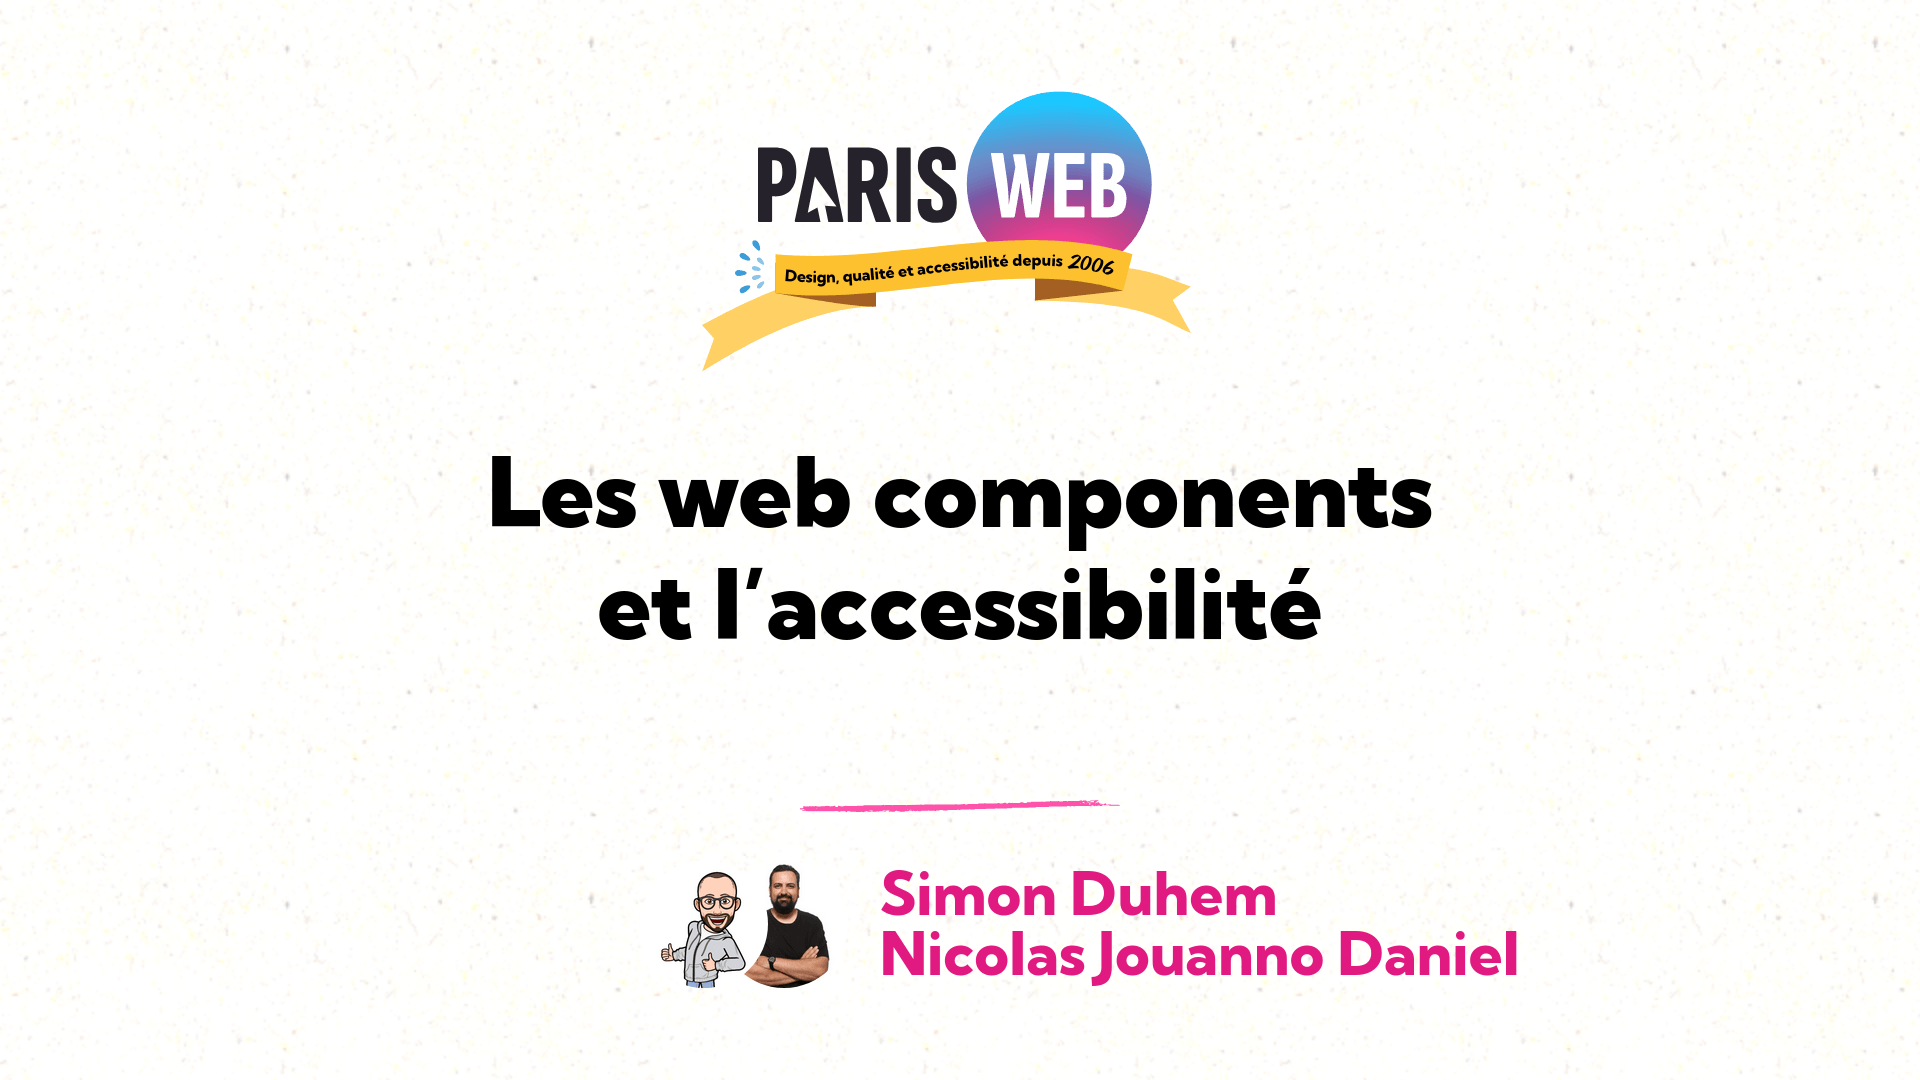 PARIS WEB
Design, qualité et accessibilité depuis 2006
Les web components
et l’accessibilité
Simon Duhem
Nicolas Jouanno Daniel